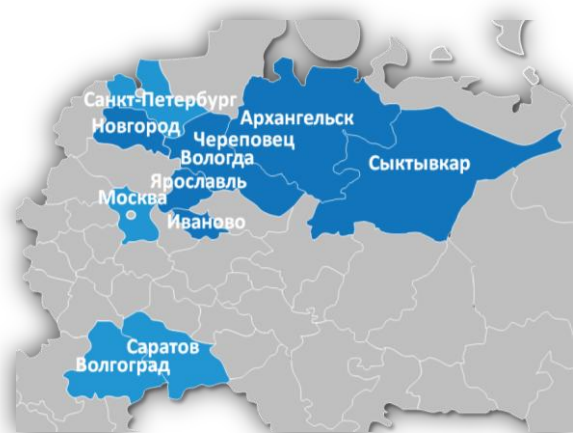 Санкт-Петербург
Новгород
Архангельск
Череповец
Вологда
Сыктывкар
Ярославль
Москва
Иваново
Саратов
Волгоград